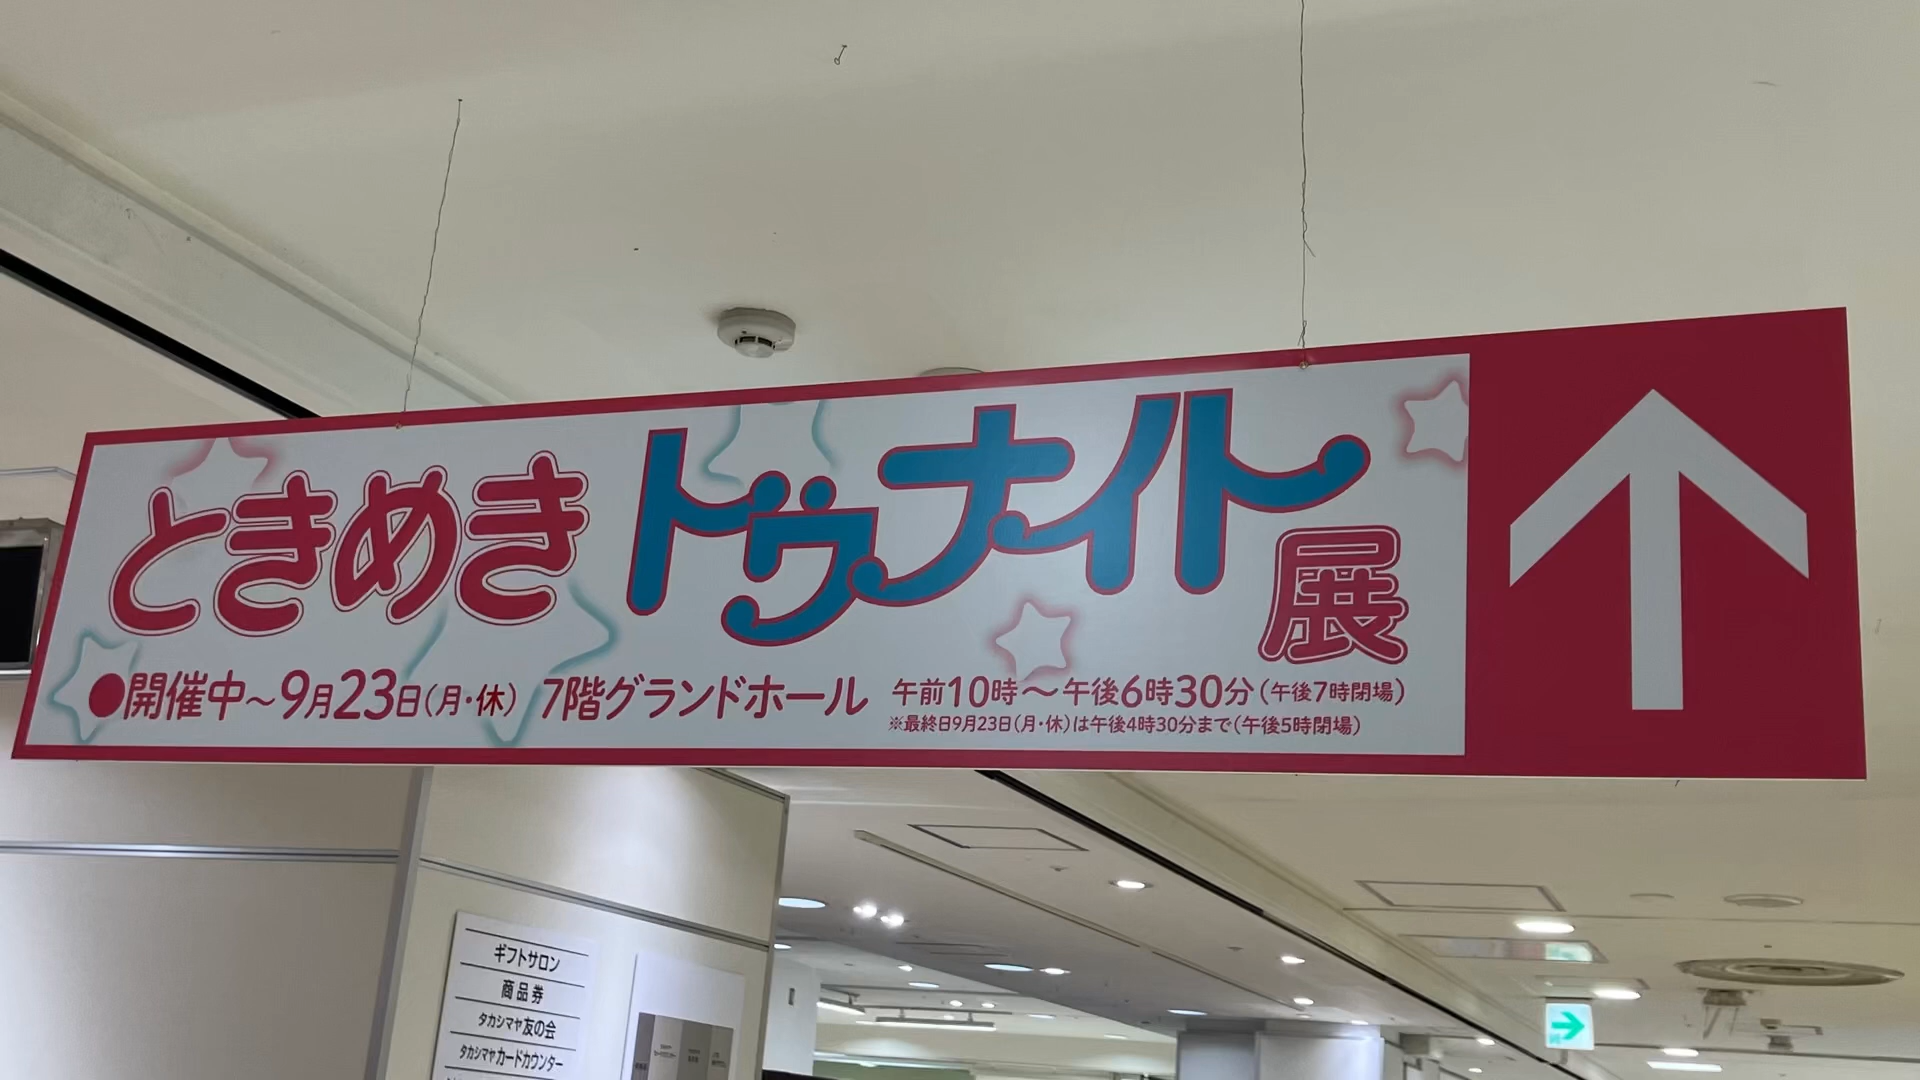 ときめきトゥナイト展
●開催中～9月23日(月・休) 7階グランドホール 午前10時～午後6時30分(午後7時閉場)
※最終日9月23日(月・休)は午後4時30分まで(午後5時閉場)
ギフトサロン
商品券
タカシマヤ友の会
タカシマヤカードカウンター